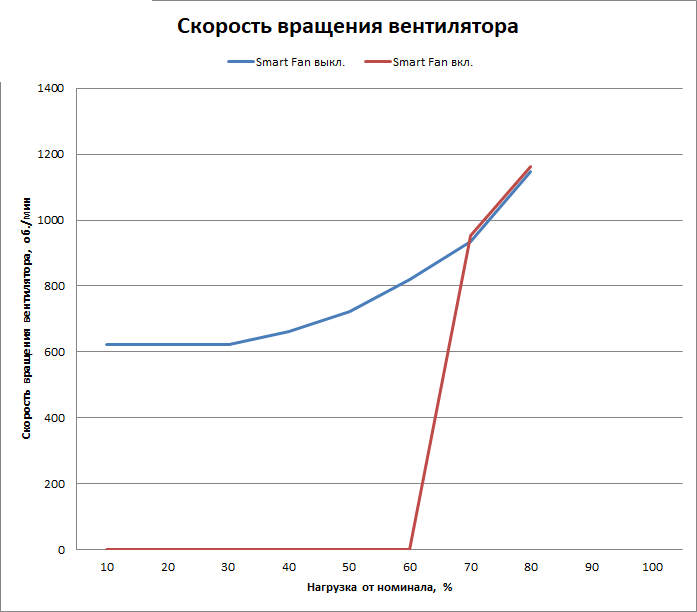 Скорость вращения вентилятора
Smart Fan выкл.
Smart Fan вкл.
1400
1200
1000
800
600
400
200
0
Скорость вращения вентилятора, об./мин
10 20 30 40 50 60 70 80 90 100
Нагрузка от номинала, %